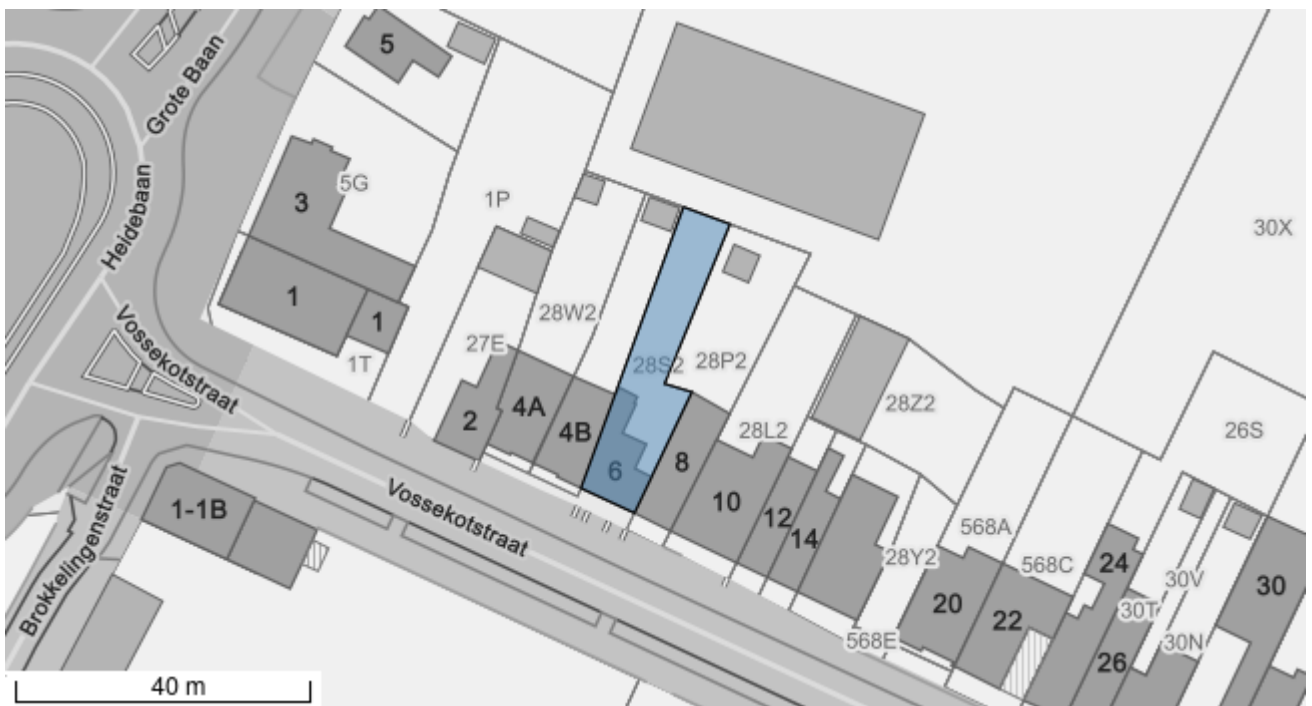 5
Grote Baan
Heidebaan
3
5G
1P
30X
1
1
28W2
1T
27E
28S2
28P2
Vossekotstraat
2
4A
4B
6
8
28L2
28Z2
26S
10
12
14
1-1B
Vossekotstraat
Brokkelingenstraat
28Y2
568A
568C
24
30V
30T
30
20
22
568E
26
30N
40 m